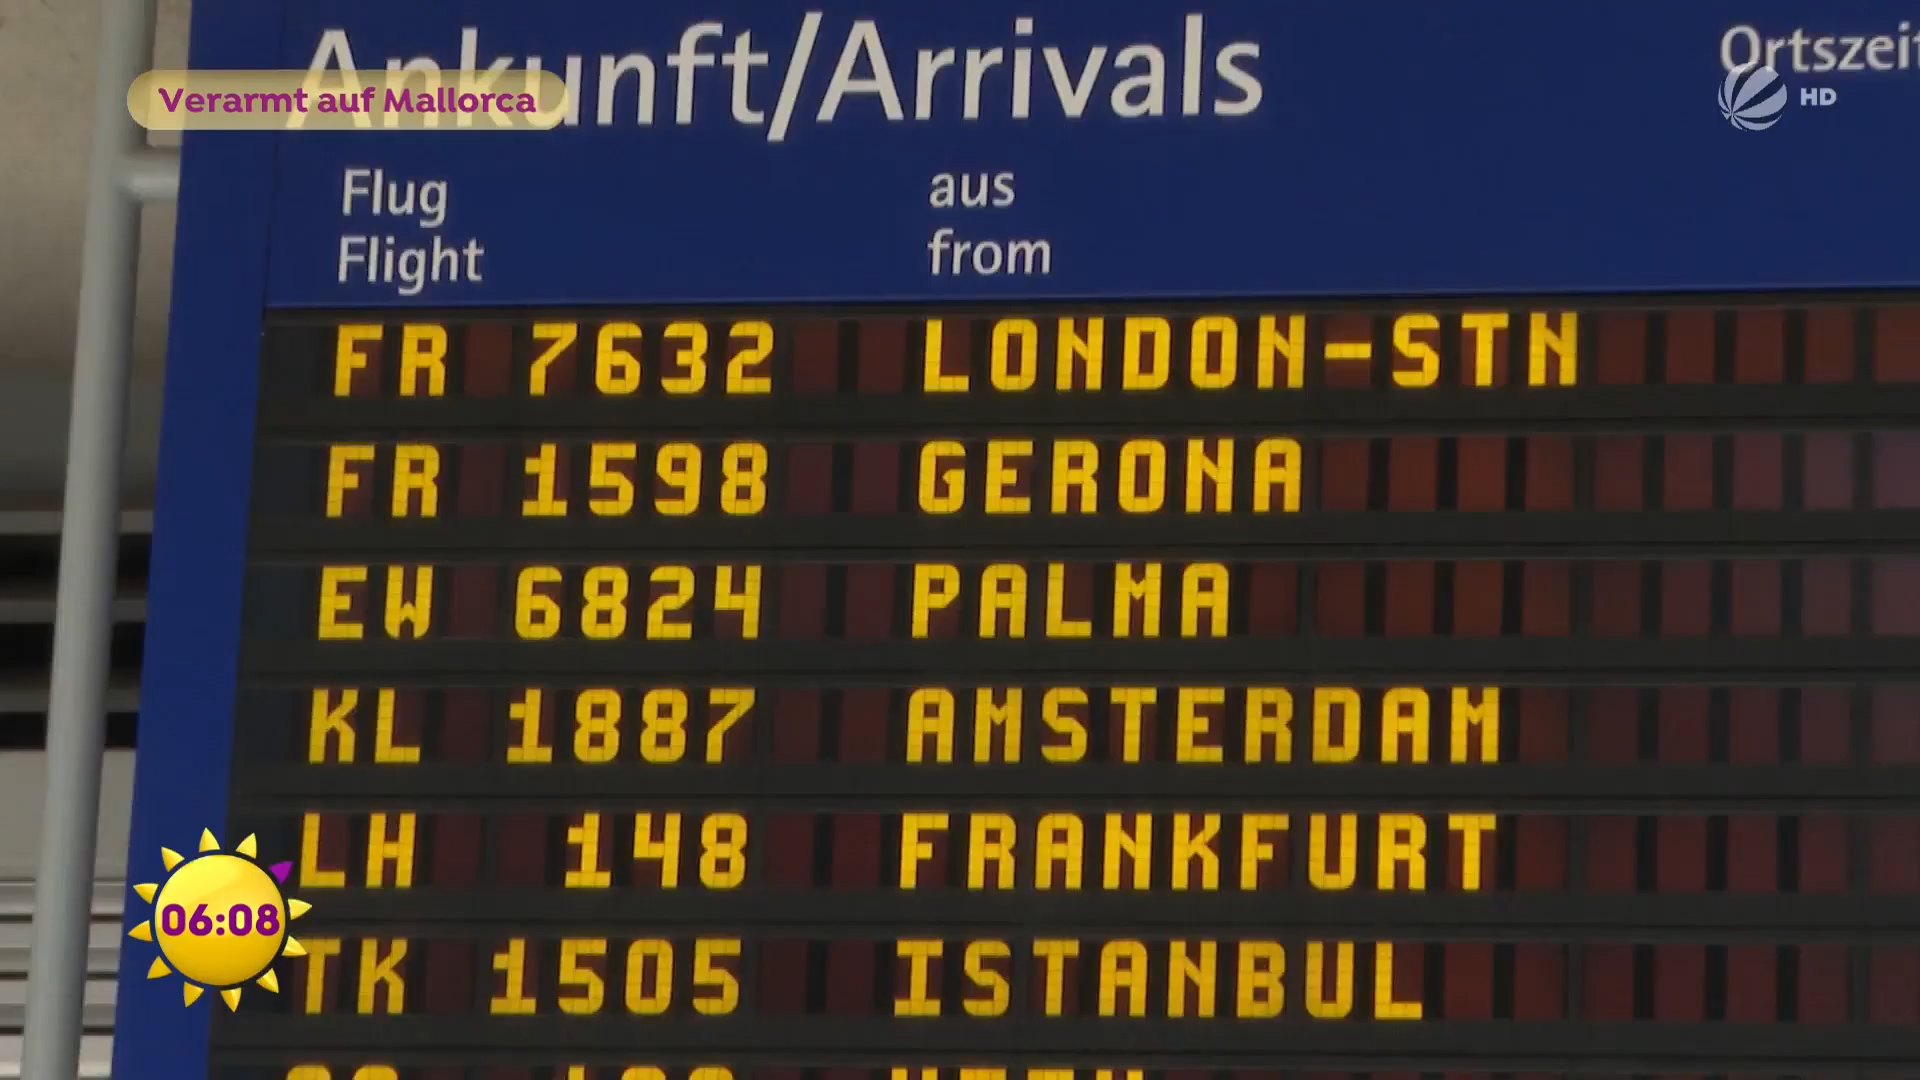 Ankunft/Arrivals
Ortszeit
Verarmt auf Mallorca
HD
Flug aus
Flight from
FR 7632 LONDON-STN
FR 1598 GERONA
EW 6824 PALMA
KL 1887 AMSTERDAM
LH 148 FRANKFURT
06:08
TK 1505 ISTANBUL